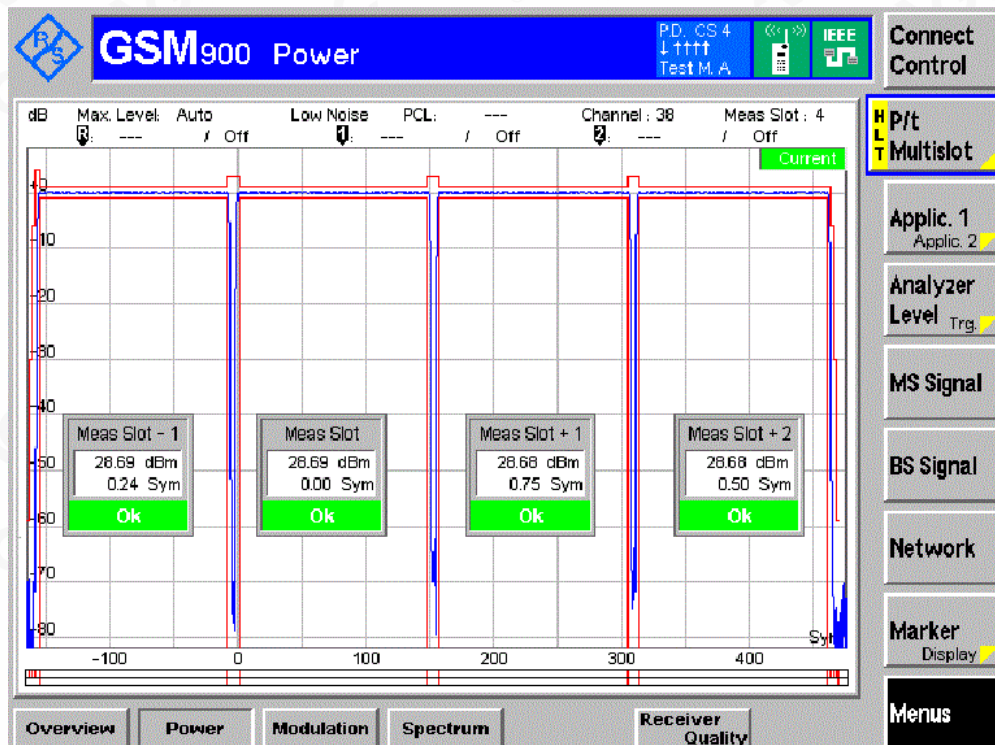 R/S
GSM900 Power
P.D. CS 4
↓ ↑↑↑↑
Test M. A.
IEEE
Connect
Control
dB Max. Level: Auto Low Noise PCL: --- Channel : 38 Meas Slot : 4
R: --- / Off 1: --- / Off 2: --- / Off
Current
H
L
T
P/t
Multislot
Applic. 1
Applic. 2
Analyzer
Level Trg.
MS Signal
BS Signal
Network
Marker
Display
Menus
+0
-10
-20
-30
-40
-50
-60
-70
-80
Meas Slot - 1
28.69 dBm
0.24 Sym
Ok
Meas Slot
28.69 dBm
0.00 Sym
Ok
Meas Slot + 1
28.68 dBm
0.75 Sym
Ok
Meas Slot + 2
28.68 dBm
0.50 Sym
Ok
Sym
-100 0 100 200 300 400
Overview Power Modulation Spectrum Receiver
Quality